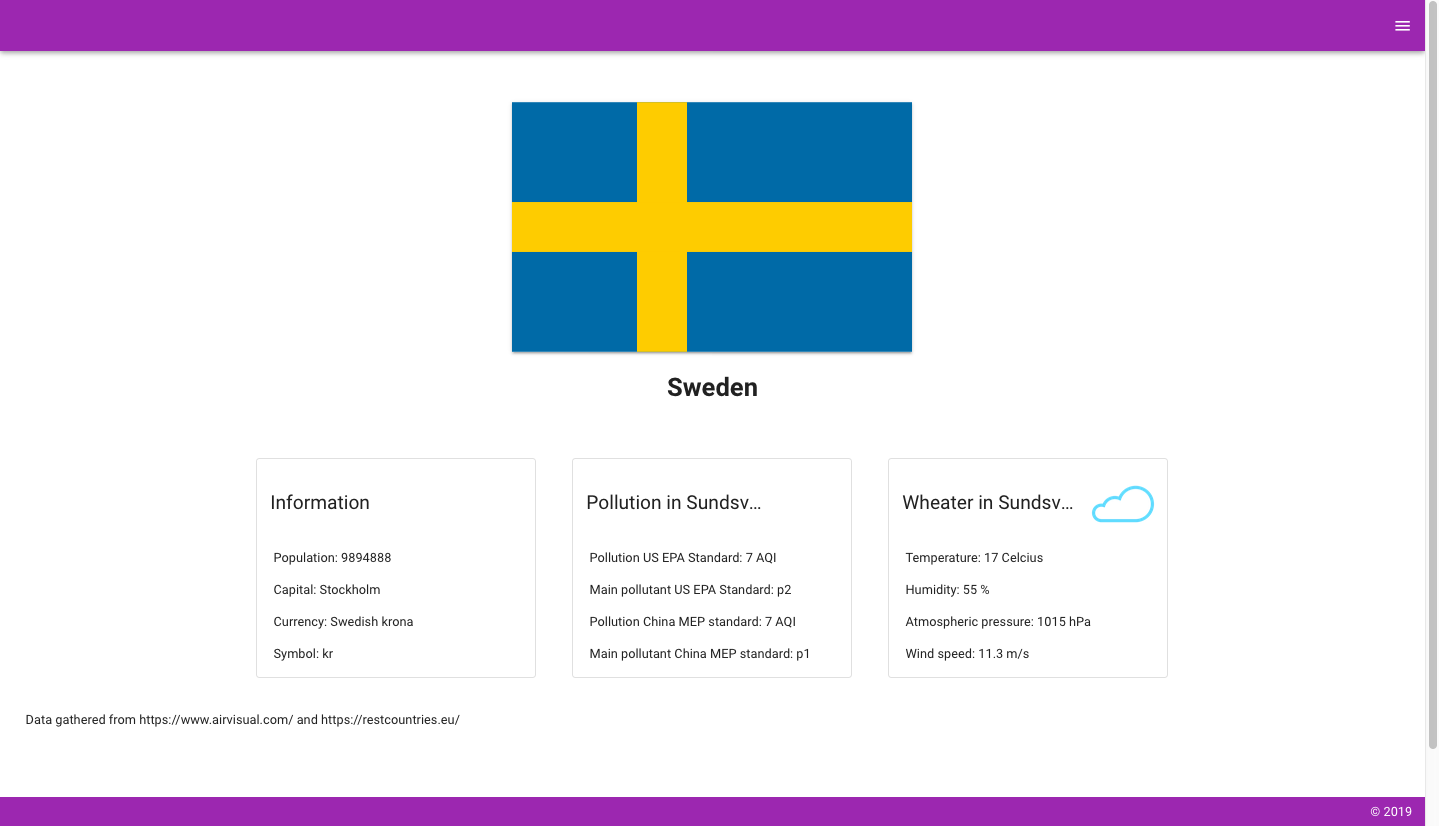 Sweden
Information
Population: 9894888
Capital: Stockholm
Currency: Swedish krona
Symbol: kr
Pollution in Sundsv...
Pollution US EPA Standard: 7 AQI
Main pollutant US EPA Standard: p2
Pollution China MEP standard: 7 AQI
Main pollutant China MEP standard: p1
Wheater in Sundsv...
Temperature: 17 Celcius
Humidity: 55 %
Atmospheric pressure: 1015 hPa
Wind speed: 11.3 m/s
Data gathered from https://www.airvisual.com/ and https://restcountries.eu/
© 2019